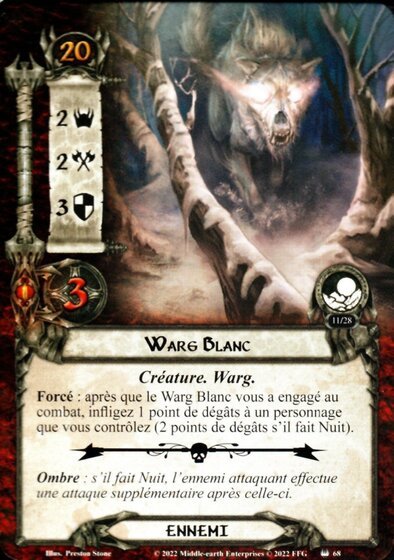 20
2
2
3
3
11/28
Warg Blanc
Créature. Warg.
Forcé : après que le Warg Blanc vous a engagé au
combat, infligez 1 point de dégâts à un personnage
que vous contrôlez (2 points de dégâts s'il fait Nuit).
Ombre : s'il fait Nuit, l'ennemi attaquant effectue
une attaque supplémentaire après celle-ci.
ENNEMI
Illus. Preston Stone © 2022 Middle-earth Enterprises © 2022 FFG 68